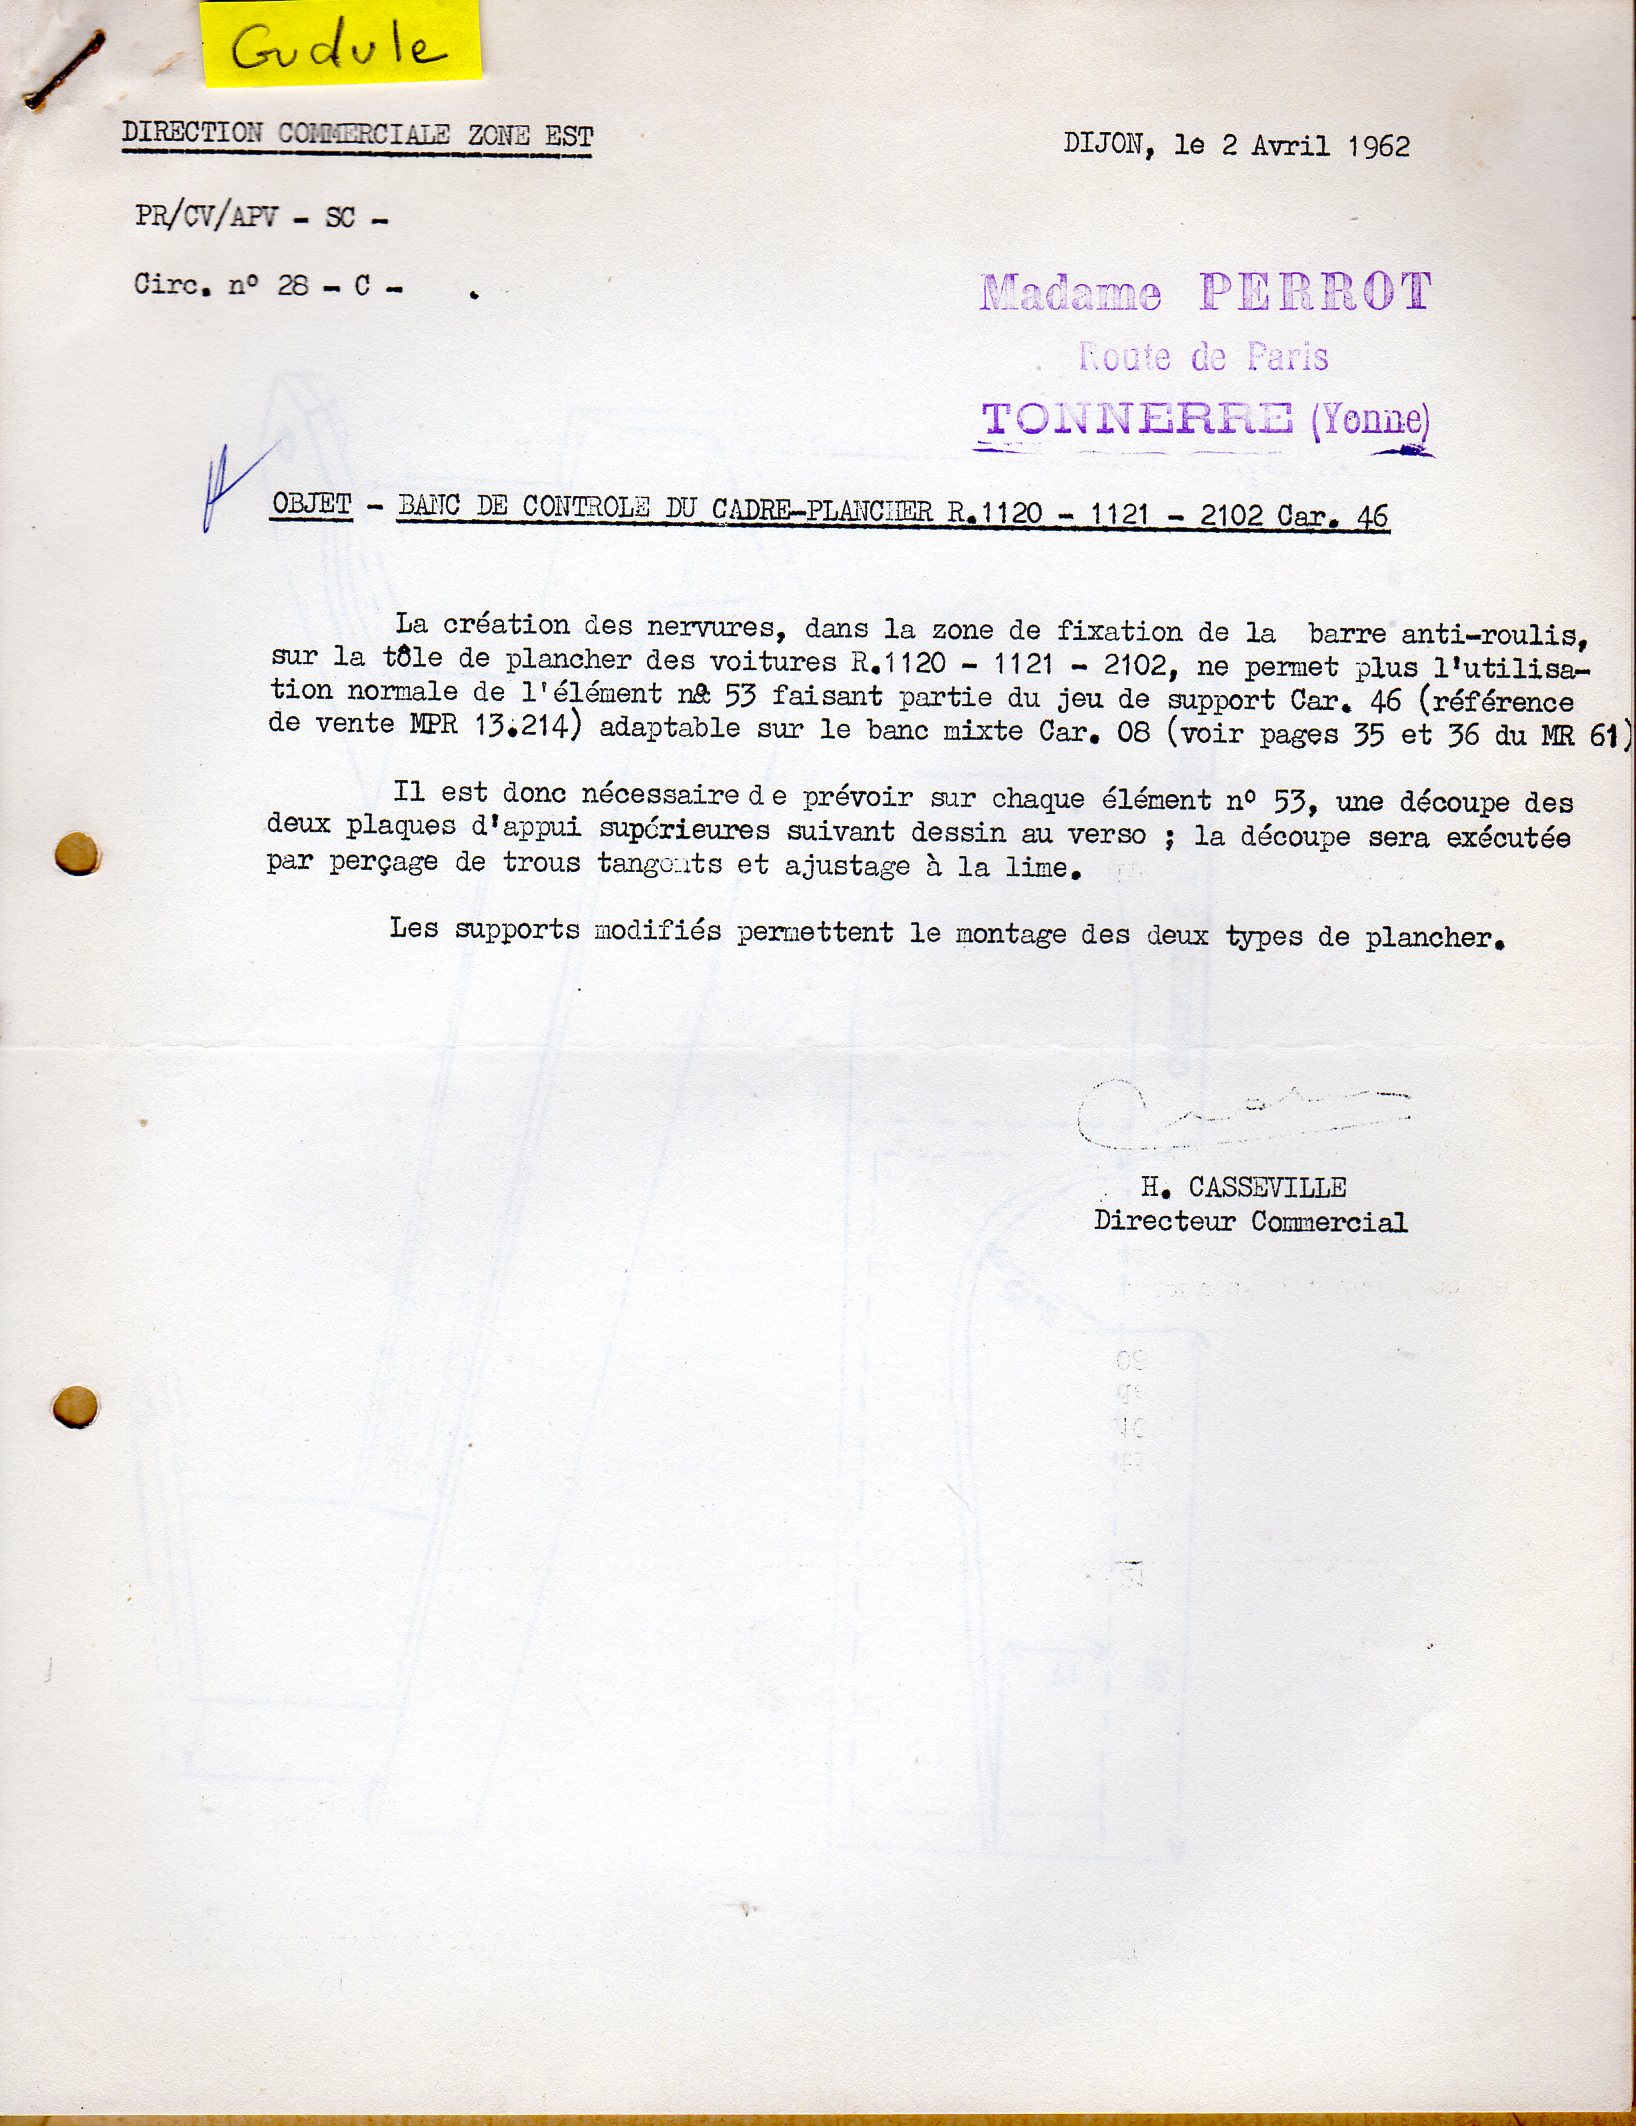 Gudule
DIRECTION COMMERCIALE ZONE EST
DIJON, le 2 Avril 1962
PR/CV/APV - SC -
Circ. nº 28 - C - .
Madame PERROT
Route de Paris
TONNERRE (Yonne)
OBJET - BANC DE CONTROLE DU CADRE-PLANCHER R.1120 - 1121 - 2102 Car. 46
La création des nervures, dans la zone de fixation de la barre anti-roulis,
sur la tôle de plancher des voitures R.1120 - 1121 - 2102, ne permet plus l'utilisa-
tion normale de l'élément nº 53 faisant partie du jeu de support Car. 46 (référence
de vente MPR 13.214) adaptable sur le banc mixte Car. 08 (voir pages 35 et 36 du MR 61)
Il est donc nécessaire de prévoir sur chaque élément nº 53, une découpe des
deux plaques d'appui supérieures suivant dessin au verso ; la découpe sera exécutée
par perçage de trous tangents et ajustage à la lime.
Les supports modifiés permettent le montage des deux types de plancher.
H. CASSEVILLE
Directeur Commercial